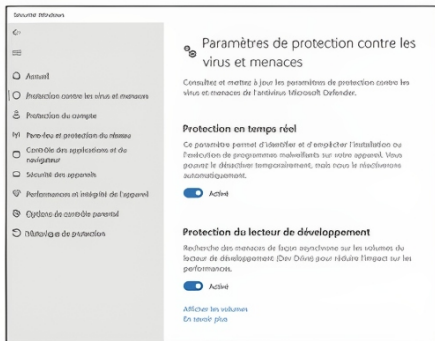 Sécurité Windows
Accueil
Protection contre les virus et menaces
Protection du compte
Pare-feu et protection du réseau
Contrôle des applications et du
navigateur
Sécurité des appareils
Performances et intégrité de l'appareil
Options de contrôle parental
Historique de protection
Paramètres de protection contre les
virus et menaces
Consultez et mettez à jour les paramètres de protection contre les
virus et menaces de l'antivirus Microsoft Defender.
Protection en temps réel
Ce paramètre permet d'identifier et d'empêcher l'installation ou
l'exécution de programmes malveillants sur votre appareil. Vous
pouvez le désactiver temporairement, mais nous le réactiverons
automatiquement.
Activé
Protection du lecteur de développement
Recherche des menaces de façon asynchrone sur les volumes du
lecteur de développement (Dev Drive) pour réduire l'impact sur les
performances.
Activé
Afficher les volumes
En savoir plus